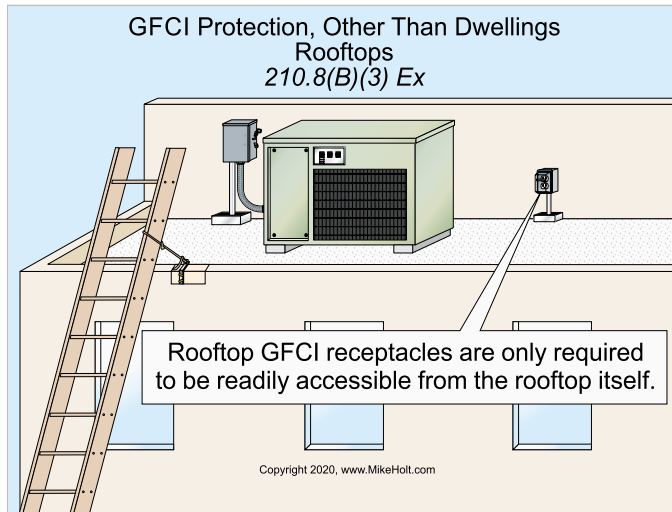 GFCI Protection, Other Than Dwellings
Rooftops
210.8(B)(3) Ex
Rooftop GFCI receptacles are only required
to be readily accessible from the rooftop itself.
Copyright 2020, www.MikeHolt.com